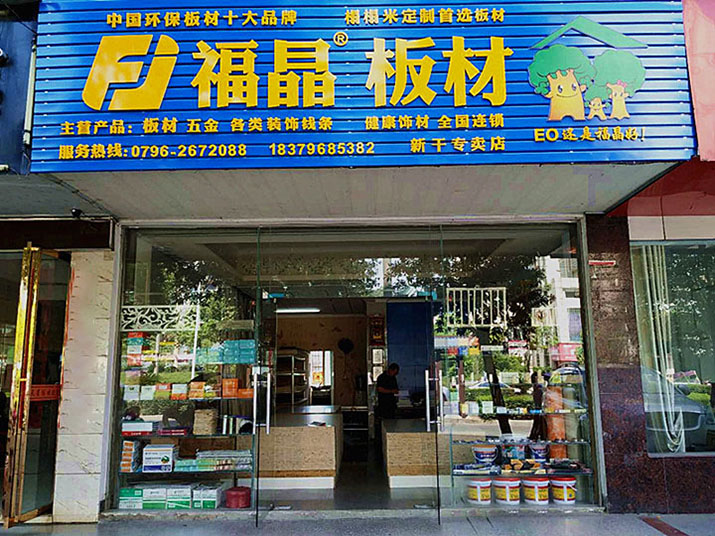 中国环保板材十大品牌 榻榻米定制首选板材
FJ 福晶® 板材
主营产品：板材 五金 各类装饰线条 健康饰材 全国连锁
服务热线:0796-2672088 18379685382 新干专卖店
EO还是福晶好!